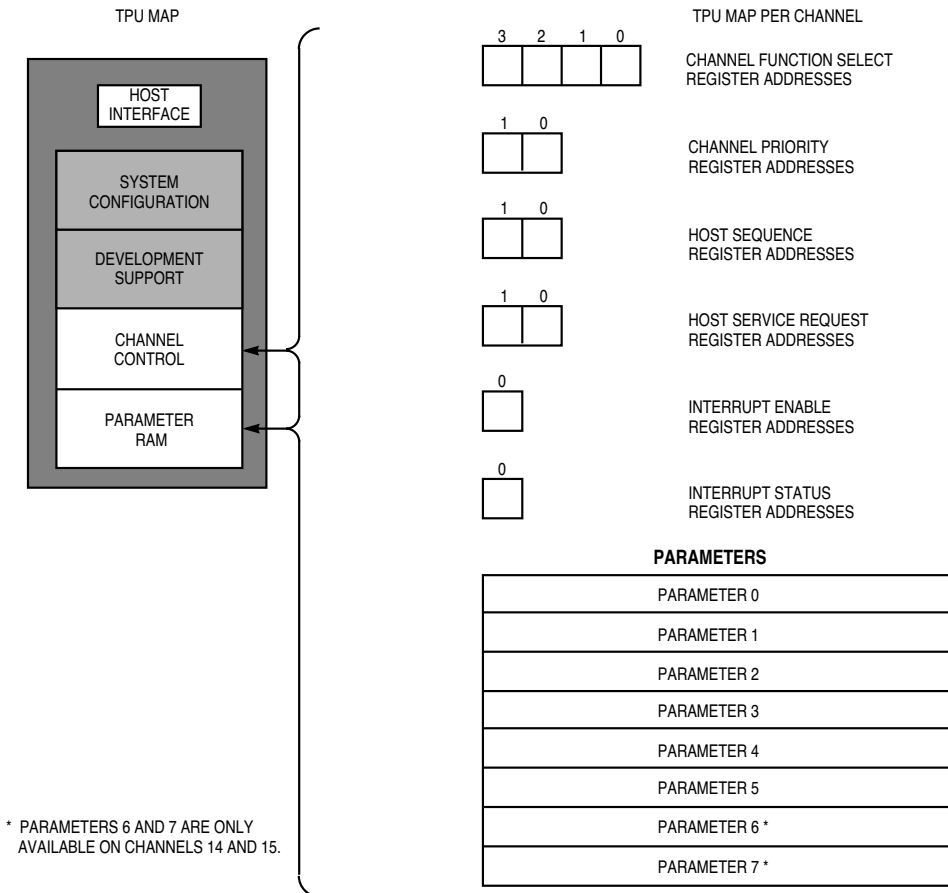 TPU MAP
HOST
INTERFACE
SYSTEM
CONFIGURATION
DEVELOPMENT
SUPPORT
CHANNEL
CONTROL
PARAMETER
RAM
* PARAMETERS 6 AND 7 ARE ONLY
AVAILABLE ON CHANNELS 14 AND 15.
TPU MAP PER CHANNEL
3 2 1 0
CHANNEL FUNCTION SELECT
REGISTER ADDRESSES
1 0
CHANNEL PRIORITY
REGISTER ADDRESSES
1 0
HOST SEQUENCE
REGISTER ADDRESSES
1 0
HOST SERVICE REQUEST
REGISTER ADDRESSES
0
INTERRUPT ENABLE
REGISTER ADDRESSES
0
INTERRUPT STATUS
REGISTER ADDRESSES
PARAMETERS
PARAMETER 0
PARAMETER 1
PARAMETER 2
PARAMETER 3
PARAMETER 4
PARAMETER 5
PARAMETER 6 *
PARAMETER 7 *